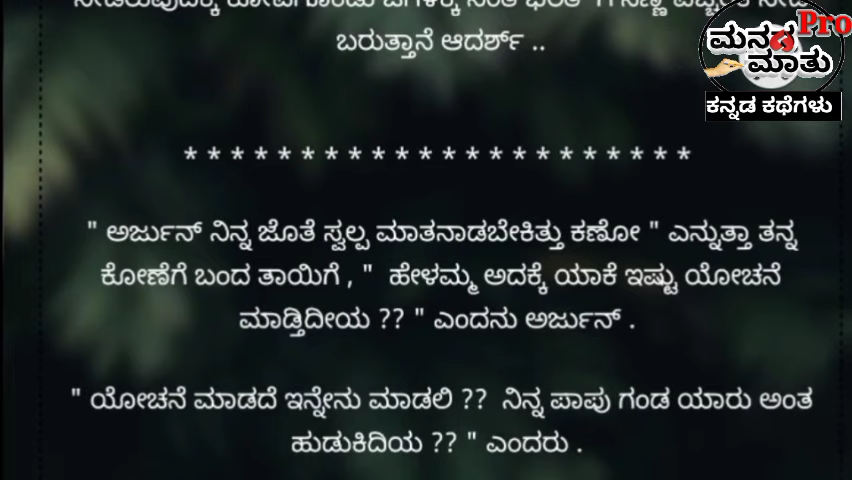 ಬರುತ್ತಾನೆ ಆದರ್ಶ್ ..
Pro
ಮನದ
ಮಾತು
ಕನ್ನಡ ಕಥೆಗಳು
* * * * * * * * * * * * * * * * * * * * * *
" ಅರ್ಜುನ್ ನಿನ್ನ ಜೊತೆ ಸ್ವಲ್ಪ ಮಾತನಾಡಬೇಕಿತ್ತು ಕಣೋ " ಎನ್ನುತ್ತಾ ತನ್ನ
ಕೋಣೆಗೆ ಬಂದ ತಾಯಿಗೆ , " ಹೇಳಮ್ಮ ಅದಕ್ಕೆ ಯಾಕೆ ಇಷ್ಟು ಯೋಚನೆ
ಮಾಡ್ತಿದೀಯ ?? " ಎಂದನು ಅರ್ಜುನ್ .
" ಯೋಚನೆ ಮಾಡದೆ ಇನ್ನೇನು ಮಾಡಲಿ ?? ನಿನ್ನ ಪಾಪು ಗಂಡ ಯಾರು ಅಂತ
ಹುಡುಕಿದಿಯ ?? " ಎಂದರು .